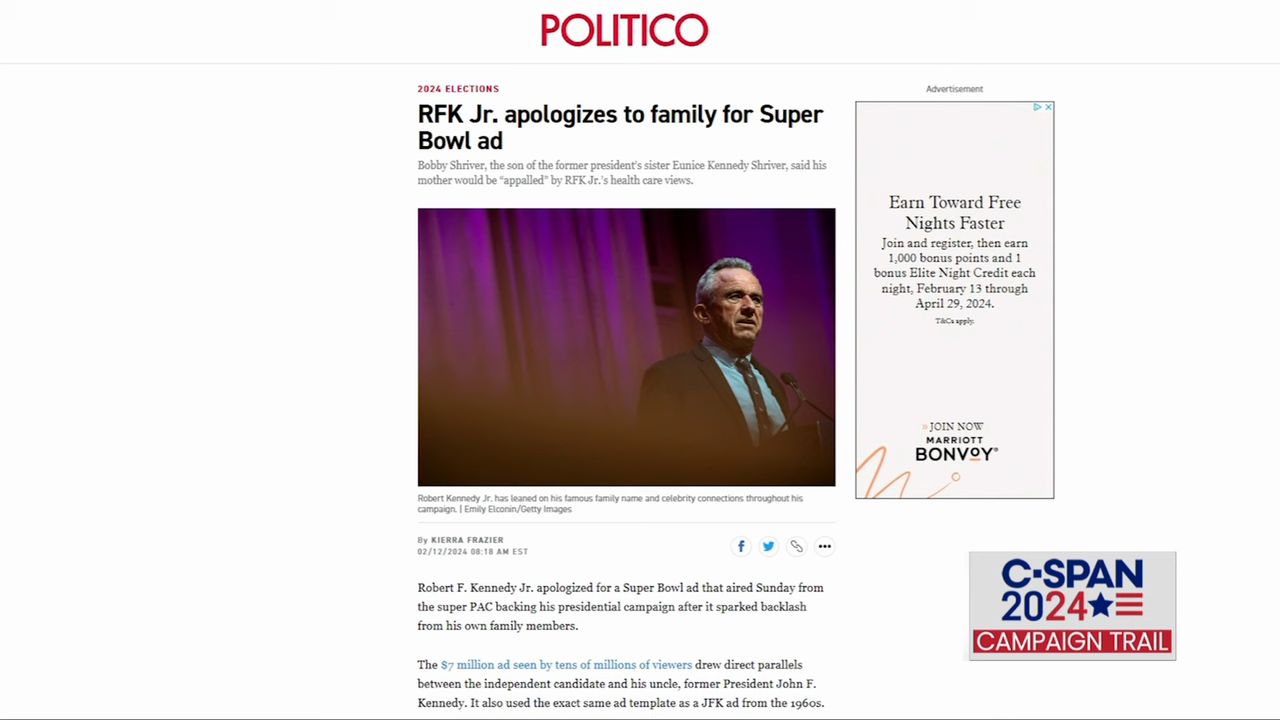 POLITICO
2024 ELECTIONS
RFK Jr. apologizes to family for Super
Bowl ad
Bobby Shriver, the son of the former president's sister Eunice Kennedy Shriver, said his
mother would be “appalled” by RFK Jr.'s health care views.
Robert Kennedy Jr. has leaned on his famous family name and celebrity connections throughout his
campaign. | Emily Elconin/Getty Images
By KIERRA FRAZIER
02/12/2024 08:18 AM EST
Robert F. Kennedy Jr. apologized for a Super Bowl ad that aired Sunday from
the super PAC backing his presidential campaign after it sparked backlash
from his own family members.
The $7 million ad seen by tens of millions of viewers drew direct parallels
between the independent candidate and his uncle, former President John F.
Kennedy. It also used the exact same ad template as a JFK ad from the 1960s.
Advertisement
Earn Toward Free
Nights Faster
Join and register, then earn
1,000 bonus points and 1
bonus Elite Night Credit each
night, February 13 through
April 29, 2024.
T&Cs apply.
JOIN NOW
MARRIOTT
BONVOY®
C-SPAN
2024
CAMPAIGN TRAIL